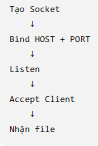 Tạo Socket
↓
Bind HOST + PORT
↓
Listen
↓
Accept Client
↓
Nhận file